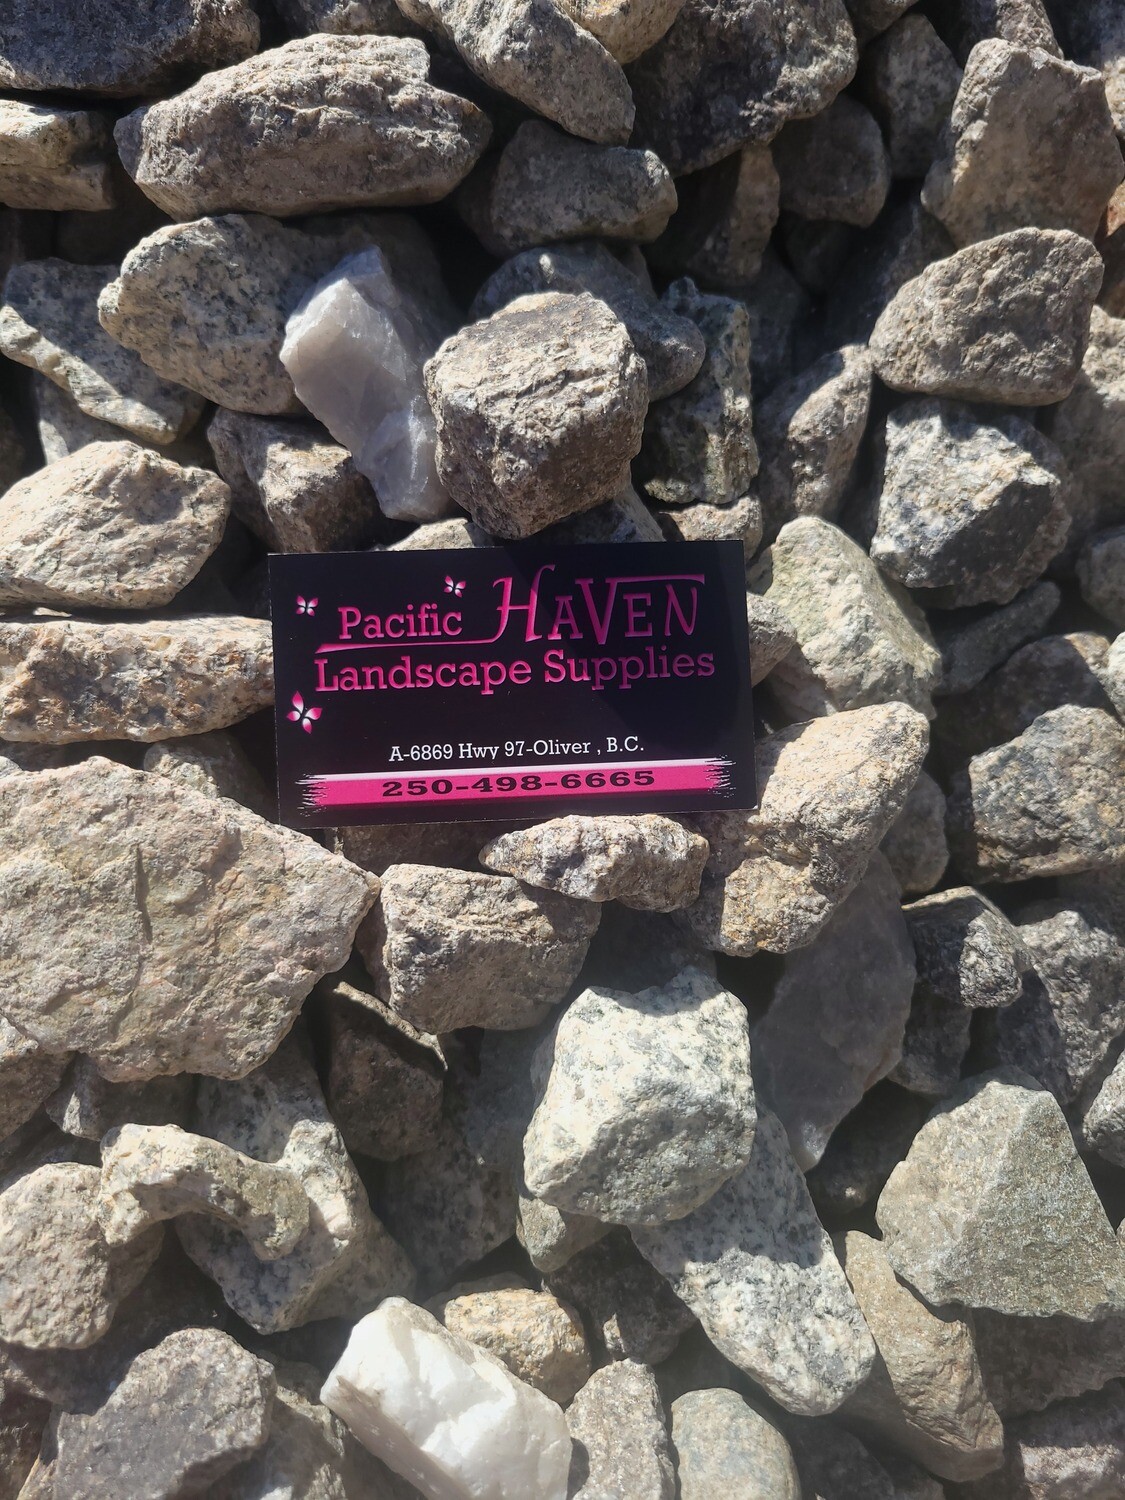 Pacific HAVEN
Landscape Supplies
A-6869 Hwy 97-Oliver , B.C.
250-498-6665